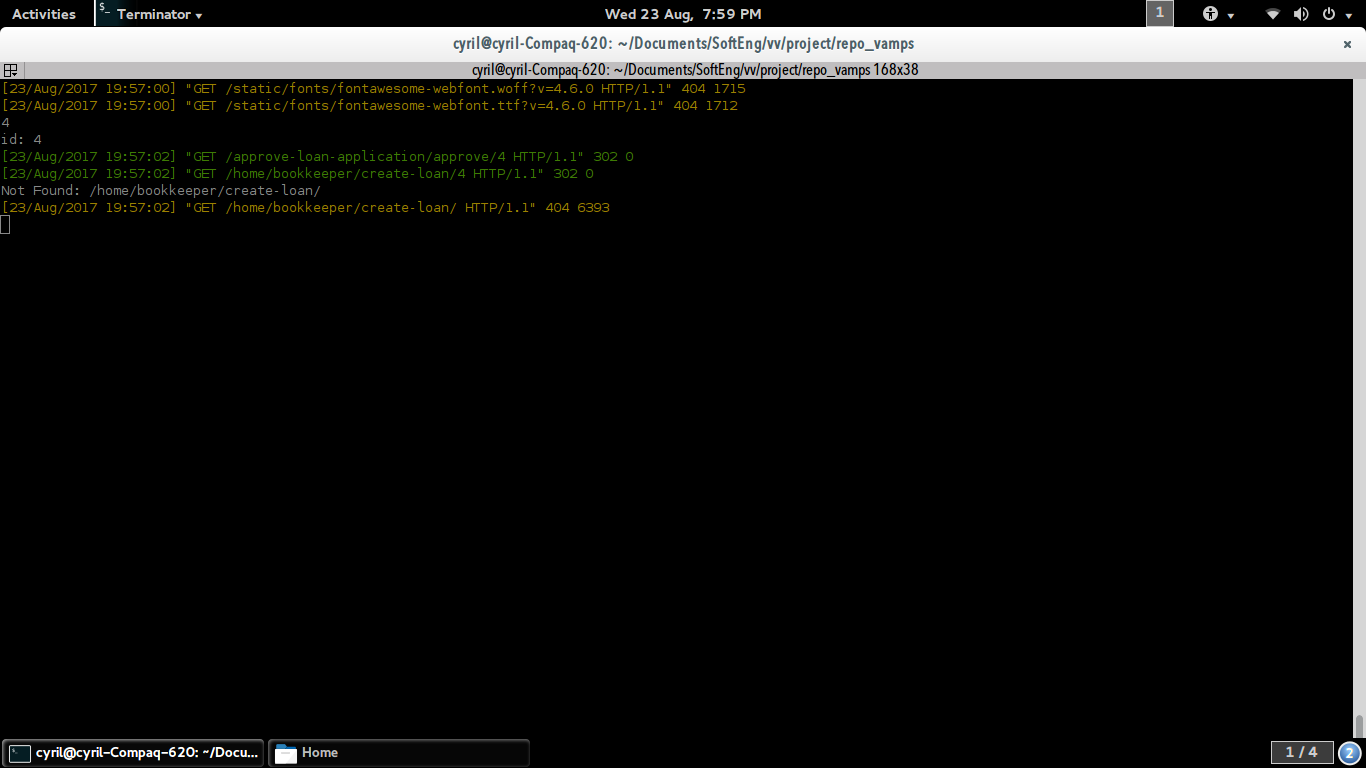 Activities
$_
Terminator
Wed 23 Aug, 7:59 PM
1
cyril@cyril-Compaq-620: ~/Documents/SoftEng/vv/project/repo_vamps
×
cyril@cyril-Compaq-620: ~/Documents/SoftEng/vv/project/repo_vamps 168x38
[23/Aug/2017 19:57:00] "GET /static/fonts/fontawesome-webfont.woff?v=4.6.0 HTTP/1.1" 404 1715
[23/Aug/2017 19:57:00] "GET /static/fonts/fontawesome-webfont.ttf?v=4.6.0 HTTP/1.1" 404 1712
4
id: 4
[23/Aug/2017 19:57:02] "GET /approve-loan-application/approve/4 HTTP/1.1" 302 0
[23/Aug/2017 19:57:02] "GET /home/bookkeeper/create-loan/4 HTTP/1.1" 302 0
Not Found: /home/bookkeeper/create-loan/
[23/Aug/2017 19:57:02] "GET /home/bookkeeper/create-loan/ HTTP/1.1" 404 6393
cyril@cyril-Compaq-620: ~/Docu...
Home
1 / 4
2